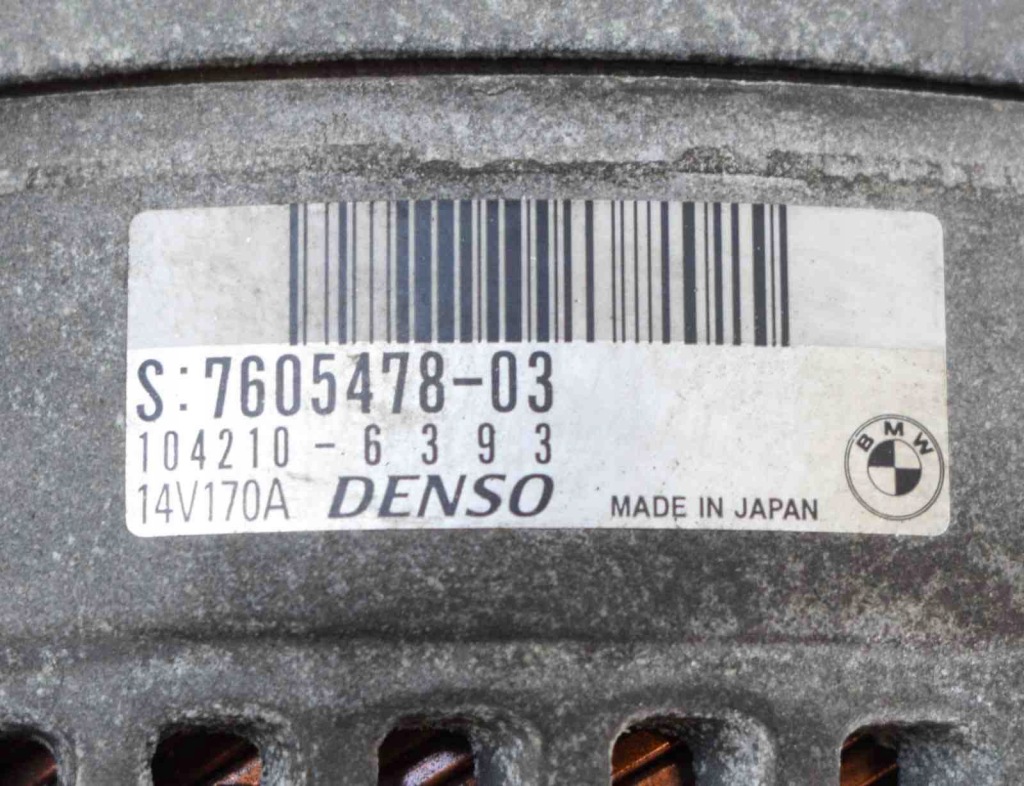 S:7605478-03
104210-6393
14V170A DENSO MADE IN JAPAN
BMW